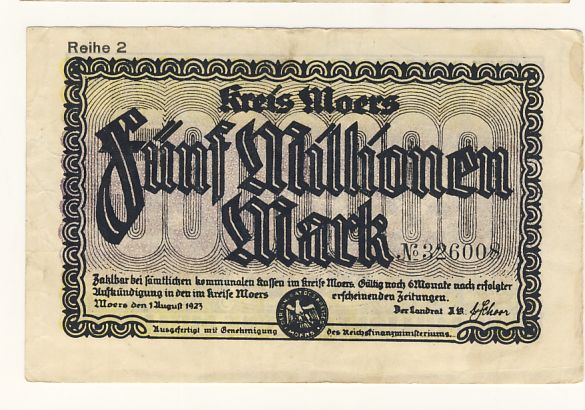 Reihe 2
Kreis Moers
Fünf Millionen
Mark
№ 326008
Zahlbar bei sämtlichen kommunalen Kassen im Kreise Moers. Gültig noch 6 Monate nach erfolgter
Aufkündigung in den im Kreise Moers erscheinenden Zeitungen.
Moers den 1 August 1923 Der Landrat
Ausgefertigt mit Genehmigung des Reichsfinanzministeriums.
MOERS